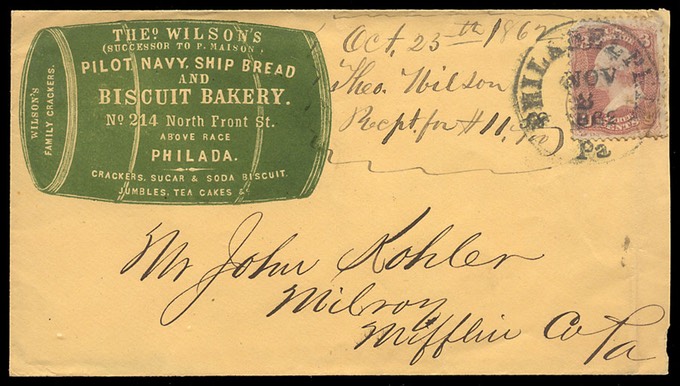 THEO. WILSON'S
(SUCCESSOR TO P. MAISON,)
PILOT, NAVY, SHIP BREAD
AND
BISCUIT BAKERY.
No 214 North Front St.
ABOVE RACE
PHILADA.
CRACKERS, SUGAR & SODA BISCUIT,
JUMBLES, TEA CAKES &c
WILSON'S
FAMILY CRACKERS.
Oct. 25th 1862
Theo. Wilson
Recpt. for $11.
PHILADELPHIA
NOV
Pa
3
CENTS
Mr John Kohler
Milroy
Mifflin Co Pa